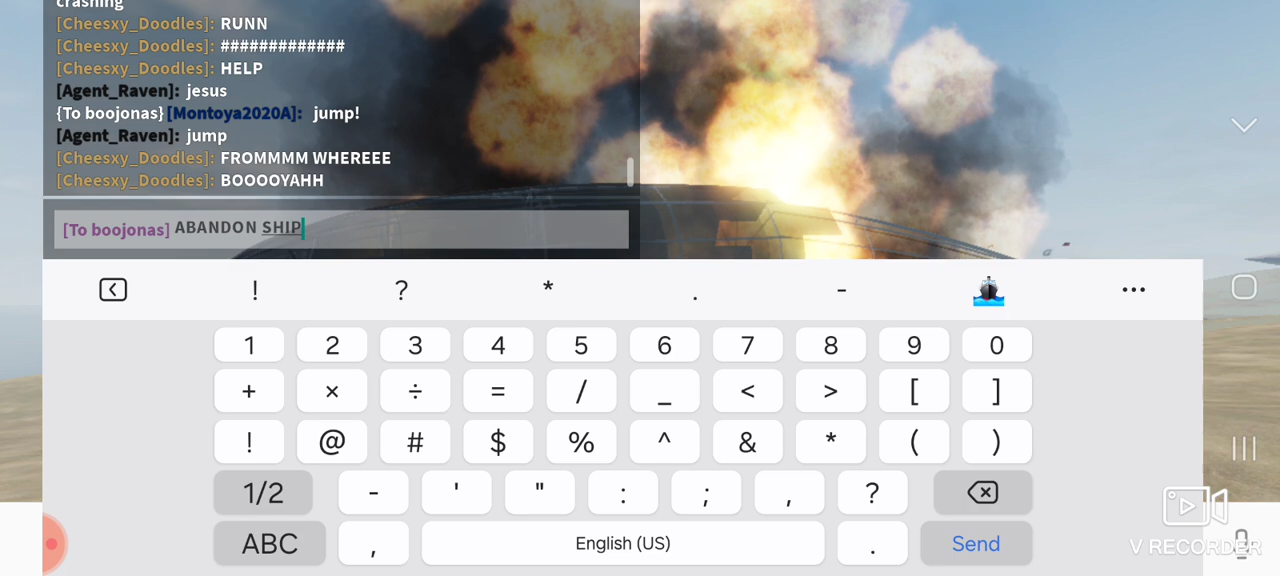 crashing
[Cheesxy_Doodles]: RUNN
[Cheesxy_Doodles]: #############
[Cheesxy_Doodles]: HELP
[Agent_Raven]: jesus
{To boojonas} [Montoya2020A]: jump!
[Agent_Raven]: jump
[Cheesxy_Doodles]: FROMMMM WHEREEE
[Cheesxy_Doodles]: BOOOOYAHH
[To boojonas] ABANDON SHIP
! ? * . - ...
1 2 3 4 5 6 7 8 9 0
+ × ÷ = / _ < > [ ]
! @ # $ % ^ & * ( )
1/2 - ' " : ; , ?
ABC , English (US) . Send
V RECORDER